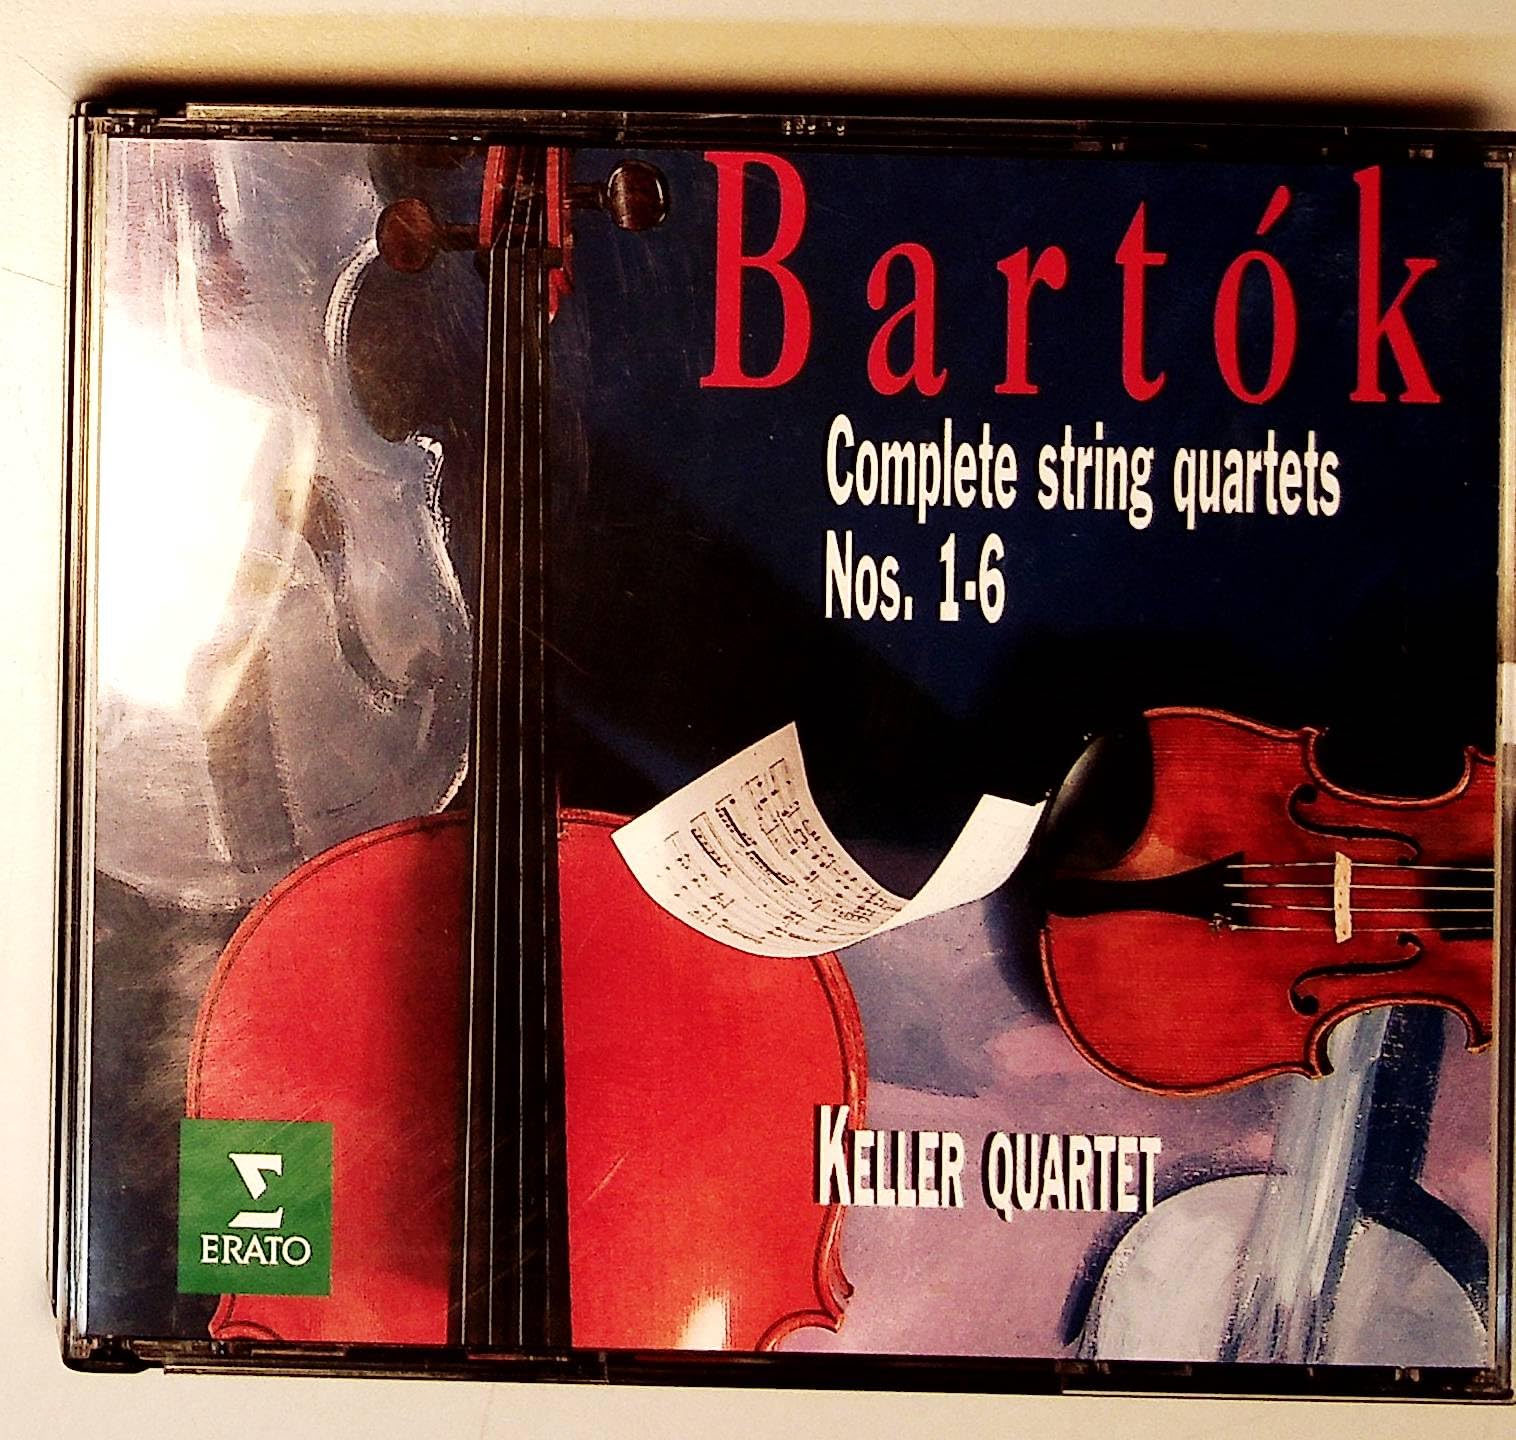 Bartók
Complete string quartets
Nos. 1-6
KELLER QUARTET
ERATO